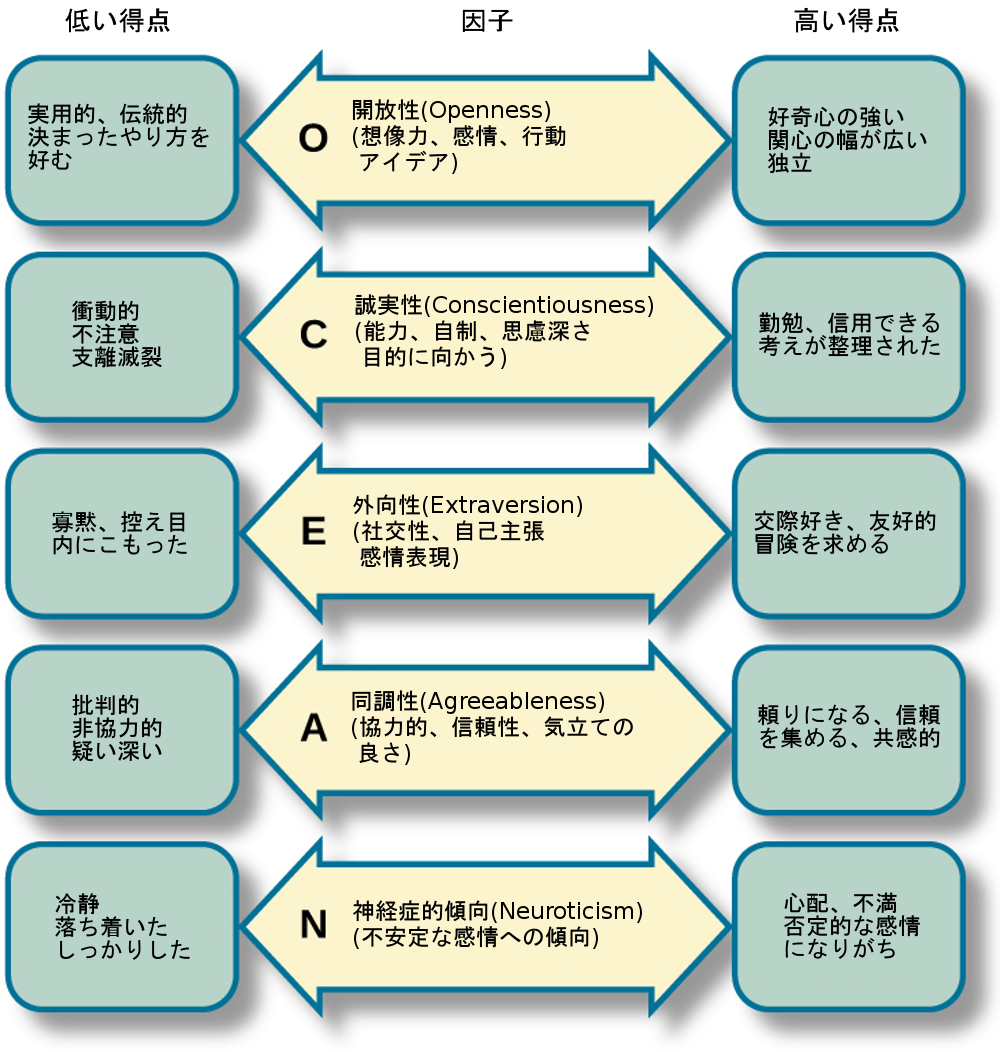 低い得点
因子
高い得点
実用的、伝統的
決まったやり方を
好む
O
開放性(Openness)
(想像力、感情、行動
アイデア)
好奇心の強い
関心の幅が広い
独立
衝動的
不注意
支離滅裂
C
誠実性(Conscientiousness)
(能力、自制、思慮深さ
目的に向かう)
勤勉、信用できる
考えが整理された
寡黙、控え目
内にこもった
E
外向性(Extraversion)
(社交性、自己主張
感情表現)
交際好き、友好的
冒険を求める
批判的
非協力的
疑い深い
A
同調性(Agreeableness)
(協力的、信頼性、気立ての
良さ)
頼りになる、信頼
を集める、共感的
冷静
落ち着いた
しっかりした
N
神経症的傾向(Neuroticism)
(不安定な感情への傾向)
心配、不満
否定的な感情
になりがち